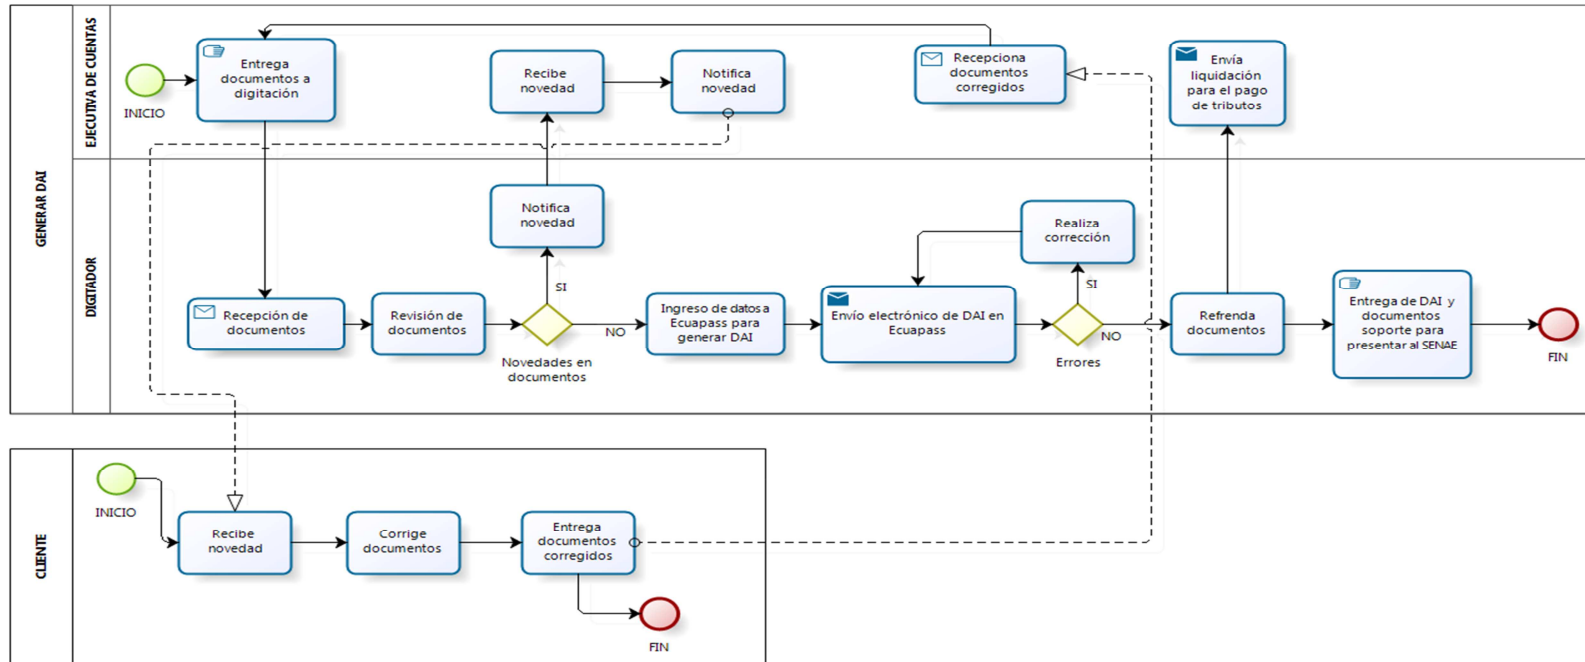 GENERAR DAI
EJECUTIVA DE CUENTAS
INICIO
Entrega
documentos a
digitación
Recibe
novedad
Notifica
novedad
Recepciona
documentos
corregidos
Envía
liquidación
para el pago
de tributos
DIGITADOR
Notifica
novedad
Realiza
corrección
SI
SI
Recepción de
documentos
Revisión de
documentos
Novedades en
documentos
NO
Ingreso de datos a
Ecuapass para
generar DAI
Envío electrónico de DAI en
Ecuapass
Errores
NO
Refrenda
documentos
Entrega de DAI y
documentos
soporte para
presentar al SENAE
FIN
CLIENTE
INICIO
Recibe
novedad
Corrige
documentos
Entrega
documentos
corregidos
FIN